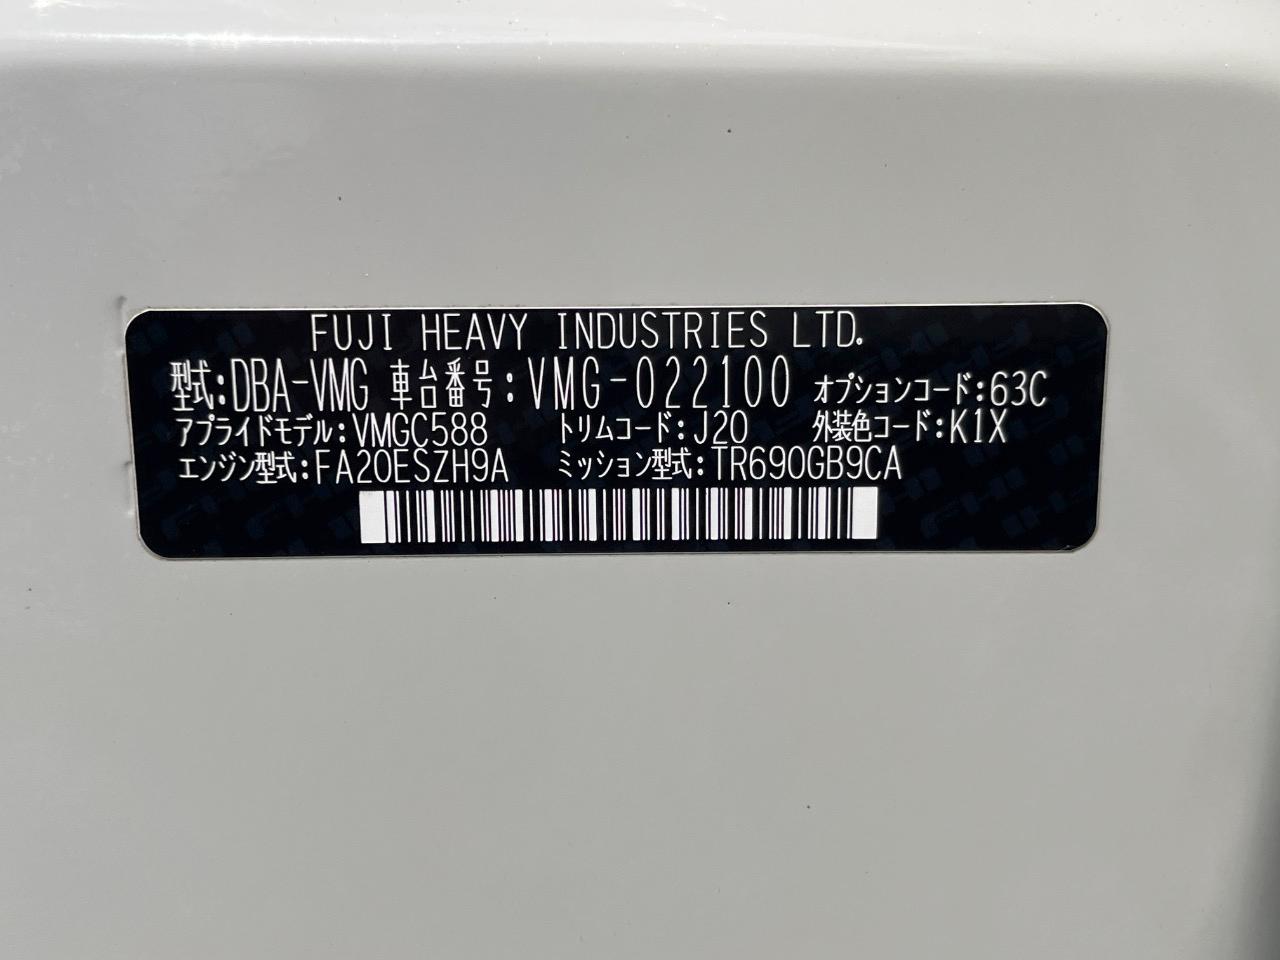 FUJI HEAVY INDUSTRIES LTD.
型式:DBA-VMG 車台番号:VMG-022100 オプションコード:63C
アプライドモデル:VMGC588 トリムコード:J20 外装色コード:K1X
エンジン型式:FA20ESZH9A ミッション型式:TR690GB9CA